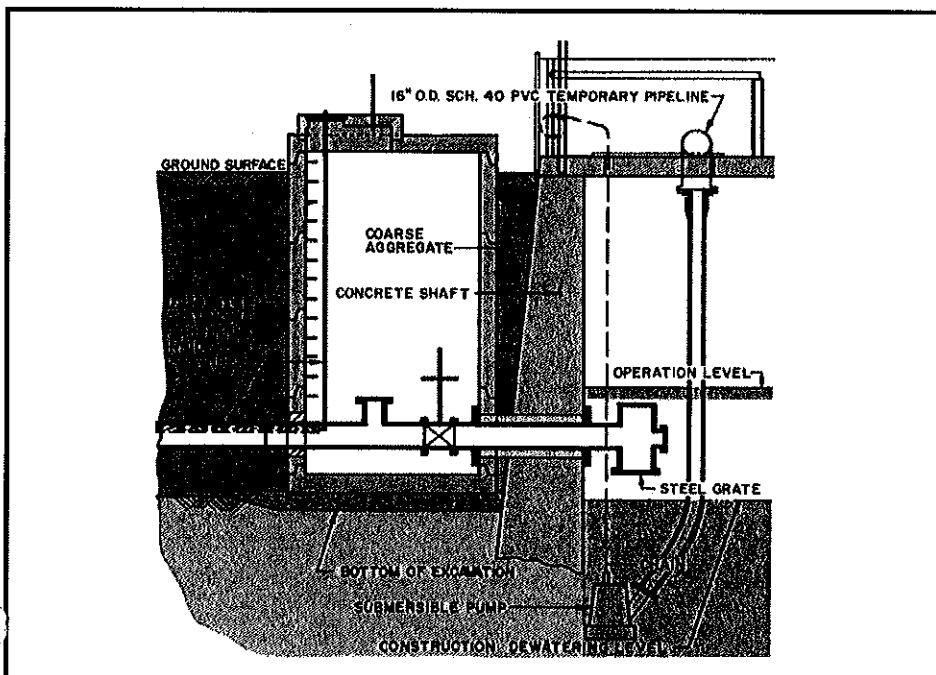 16" O.D. SCH. 40 PVC TEMPORARY PIPELINE
GROUND SURFACE
COARSE
AGGREGATE
CONCRETE SHAFT
OPERATION LEVEL
STEEL GRATE
CHAIN
BOTTOM OF EXCAVATION
SUBMERSIBLE PUMP
CONSTRUCTION DEWATERING LEVEL